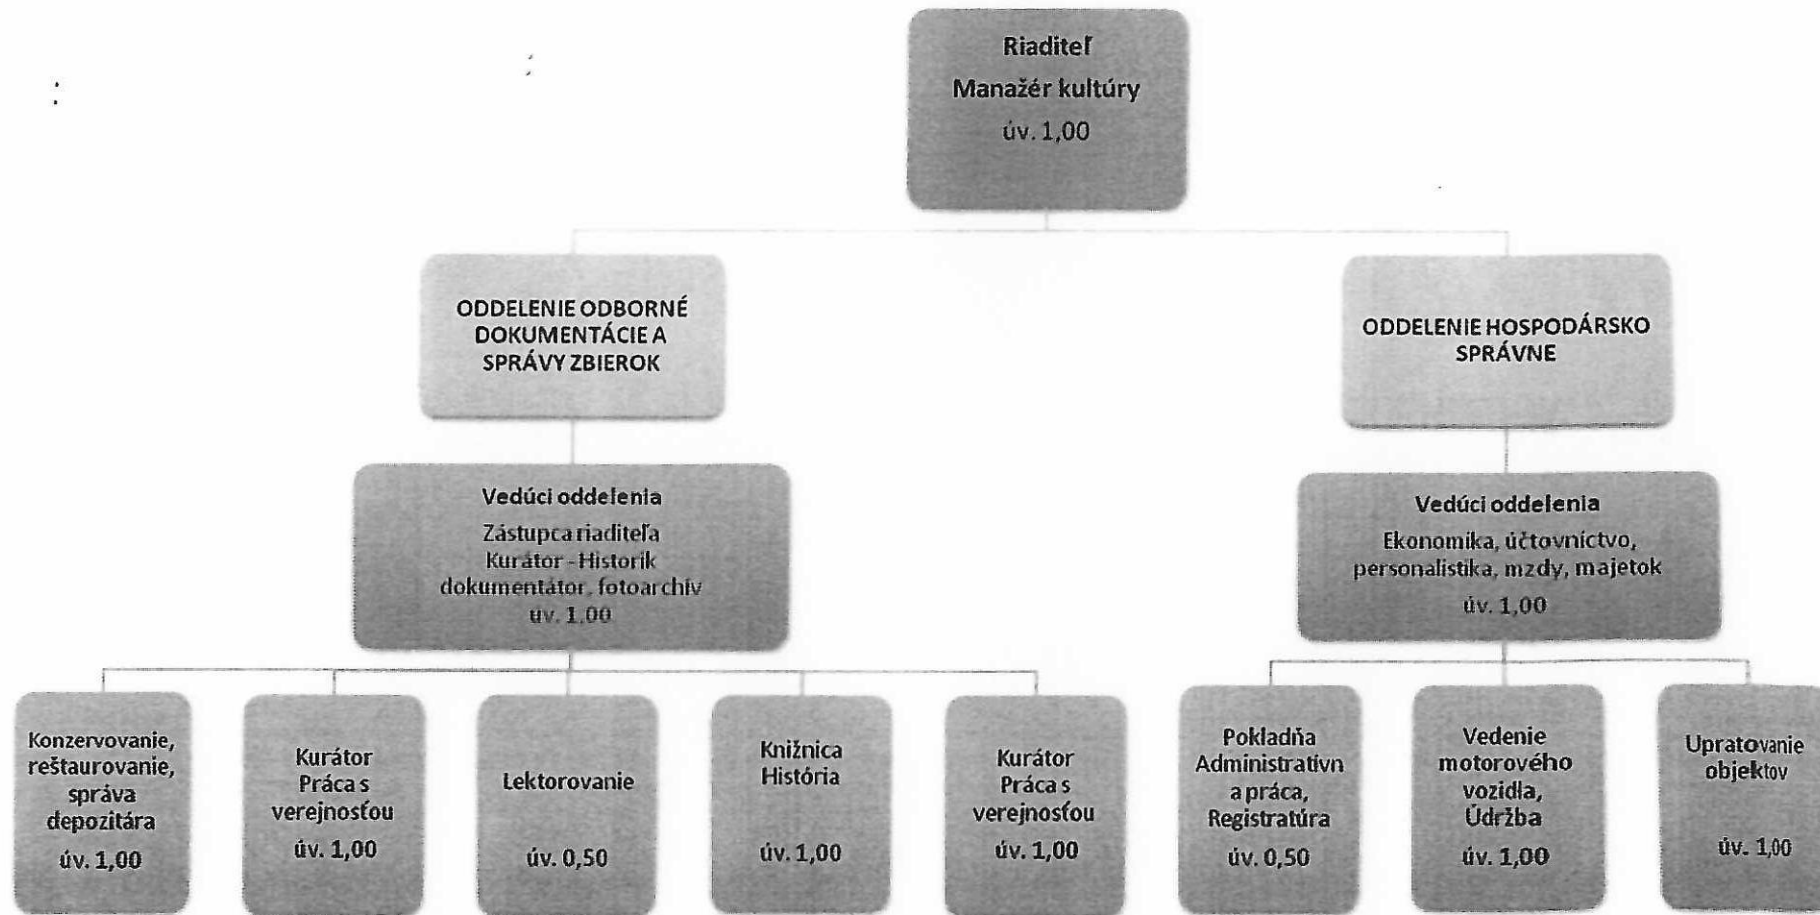 Riaditeľ
Manažér kultúry
úv. 1,00
ODDELENIE ODBORNÉ
DOKUMENTÁCIE A
SPRÁVY ZBIEROK
ODDELENIE HOSPODÁRSKO
SPRÁVNE
Vedúci oddelenia
Zástupca riaditeľa
Kurátor - Historik
dokumentátor, fotoarchív
úv. 1,00
Vedúci oddelenia
Ekonomika, účtovníctvo,
personalistika, mzdy, majetok
úv. 1,00
Konzervovanie,
reštaurovanie,
správa
depozitára
úv. 1,00
Kurátor
Práca s
verejnosťou
úv. 1,00
Lektorovanie
úv. 0,50
Knižnica
História
úv. 1,00
Kurátor
Práca s
verejnosťou
úv. 1,00
Pokladňa
Administratívn
a práca,
Registratúra
úv. 0,50
Vedenie
motorového
vozidla,
Údržba
úv. 1,00
Upratovanie
objektov
úv. 1,00